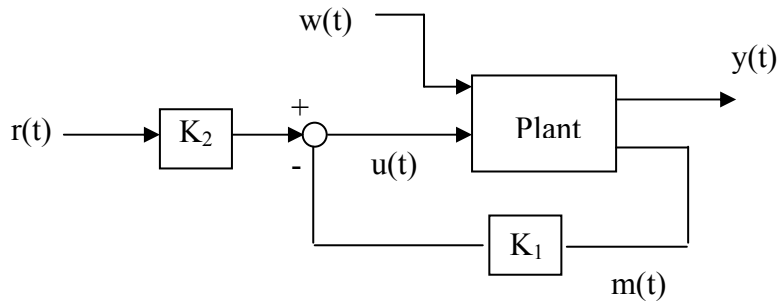 w(t)
y(t)
+
r(t)
K₂
Plant
-
u(t)
K₁
m(t)